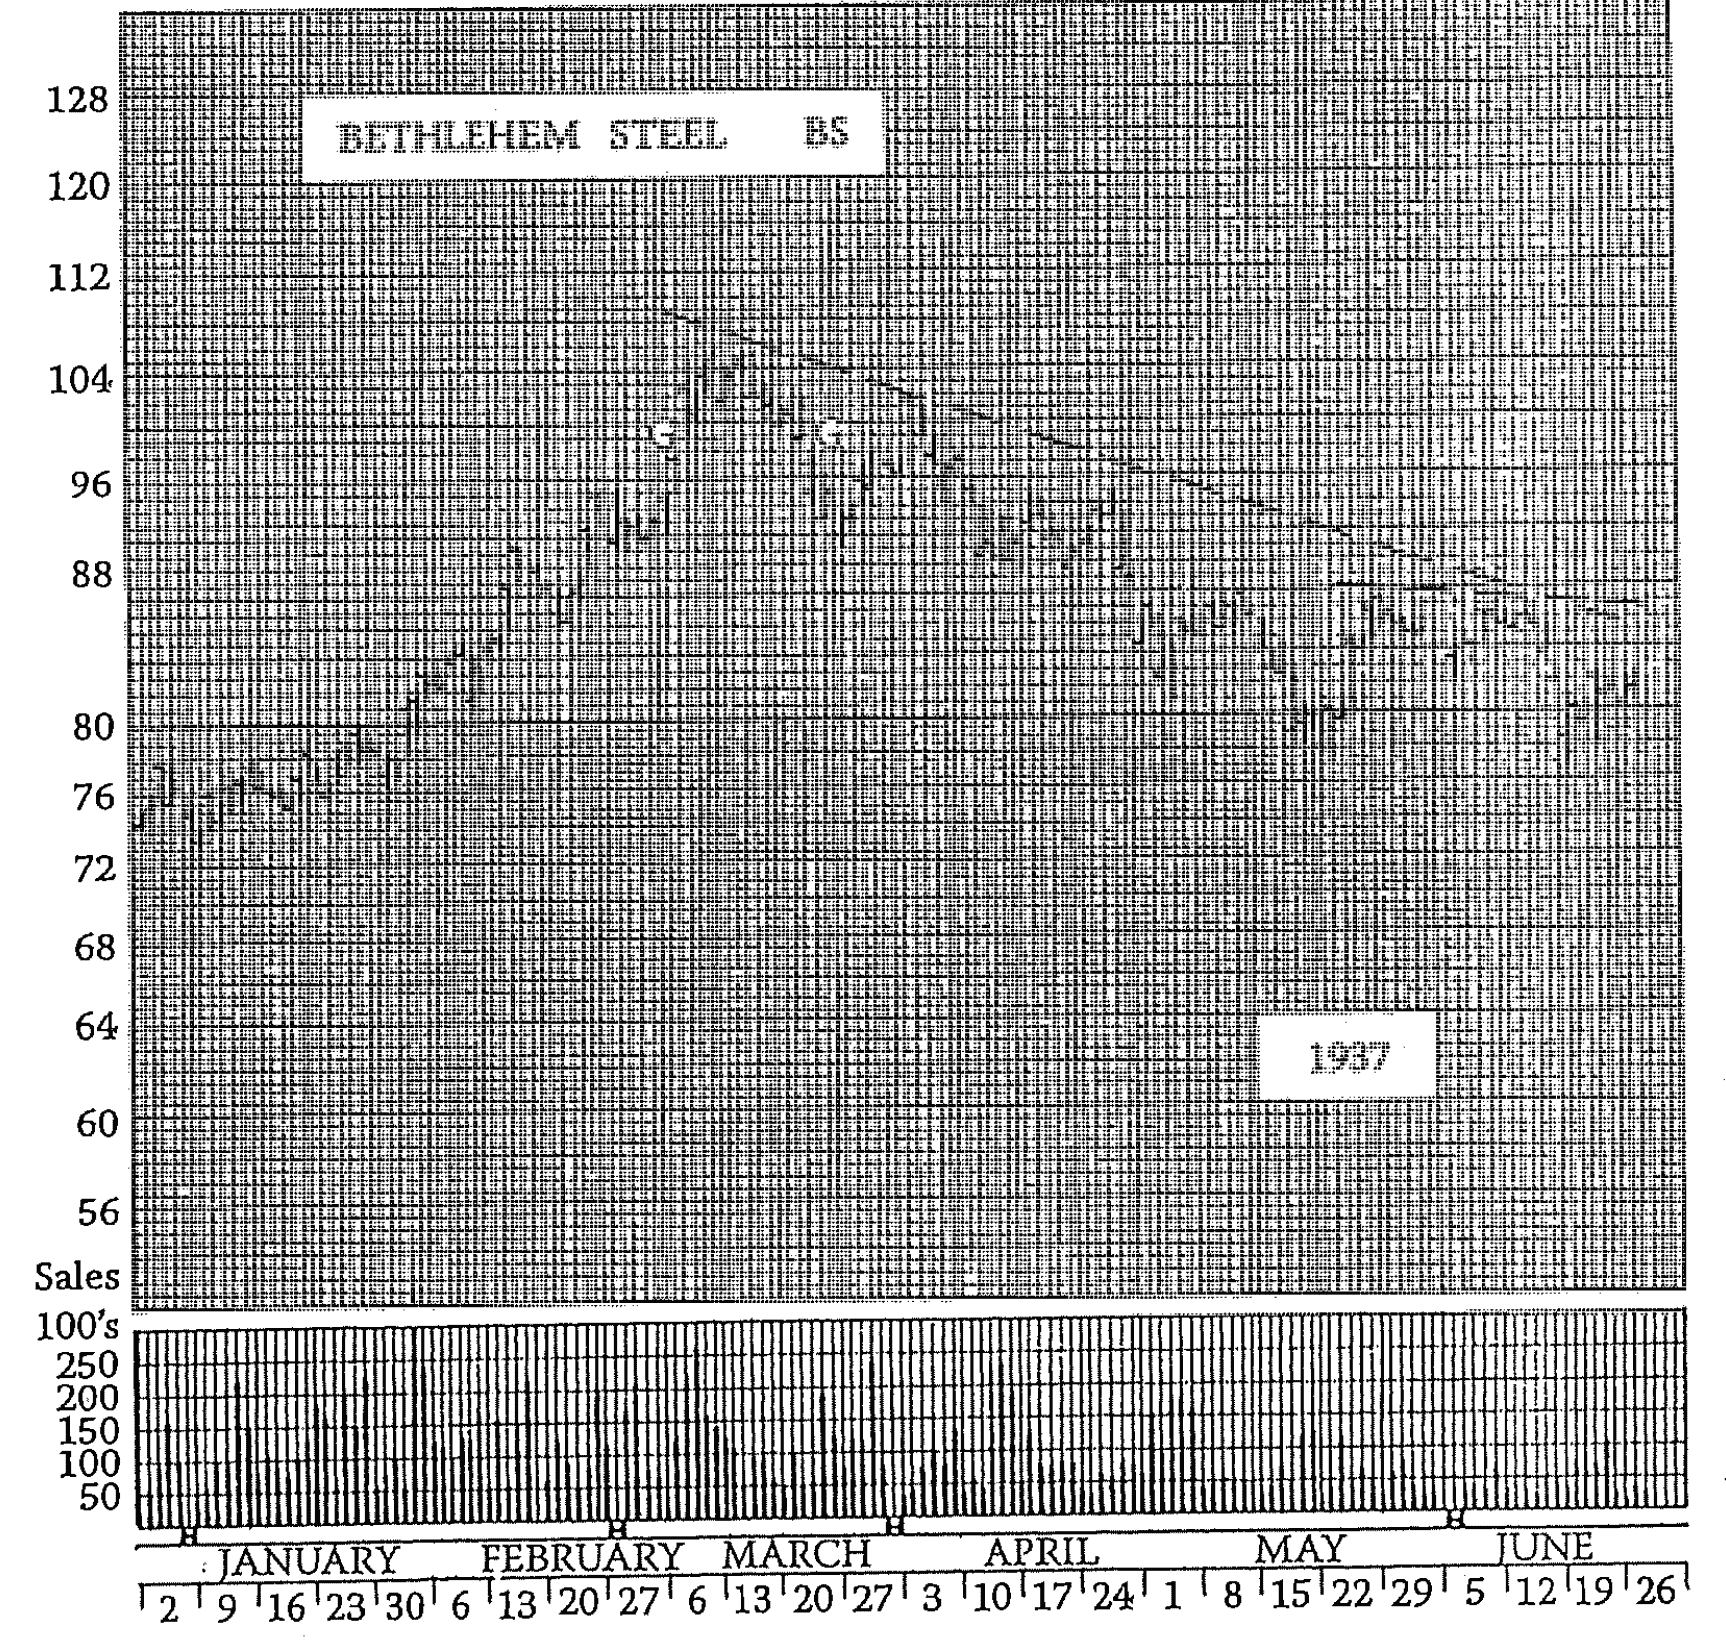 128
BETHLEHEM STEEL BS
120
112
104
G G
96
88
80
76
72
68
64
1937
60
56
Sales
100's
250
200
150
100
50
H H H H
JANUARY FEBRUARY MARCH APRIL MAY JUNE
2 9 16 23 30 6 13 20 27 6 13 20 27 3 10 17 24 1 8 15 22 29 5 12 19 26